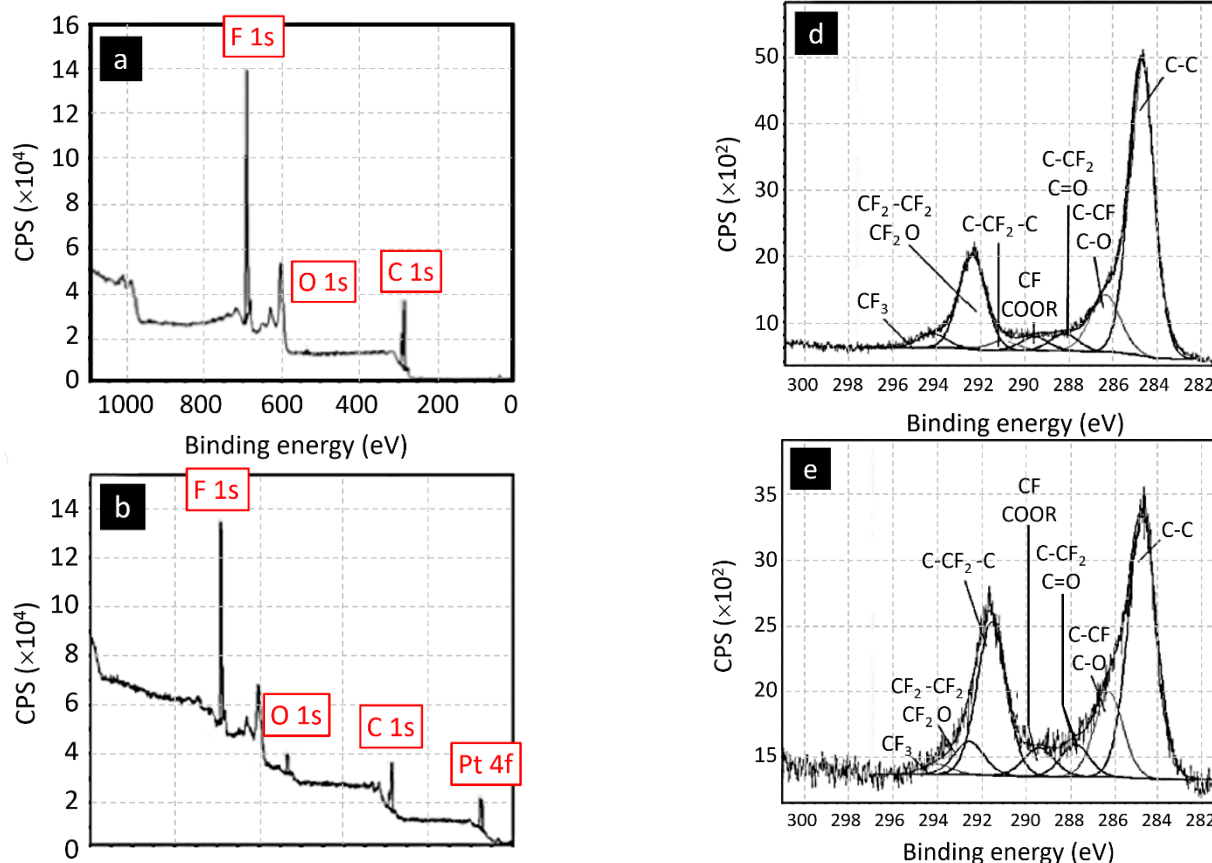 a
F 1s
O 1s
C 1s
16
14
12
10
8
6
4
2
0
CPS (×10⁴)
1000 800 600 400 200 0
Binding energy (eV)
d
C-C
C-CF₂
C=O
C-CF
C-O
CF₂-CF₂
CF₂ O
C-CF₂-C
CF
COOR
CF₃
50
40
30
20
10
CPS (×10²)
300 298 296 294 292 290 288 286 284 282
Binding energy (eV)
b
F 1s
O 1s
C 1s
Pt 4f
14
12
10
8
6
4
2
0
CPS (×10⁴)
e
CF
COOR
C-C
C-CF₂-C
C-CF₂
C=O
C-CF
C-O
CF₂-CF₂
CF₂ O
CF₃
35
30
25
20
15
CPS (×10²)
300 298 296 294 292 290 288 286 284 282
Binding energy (eV)